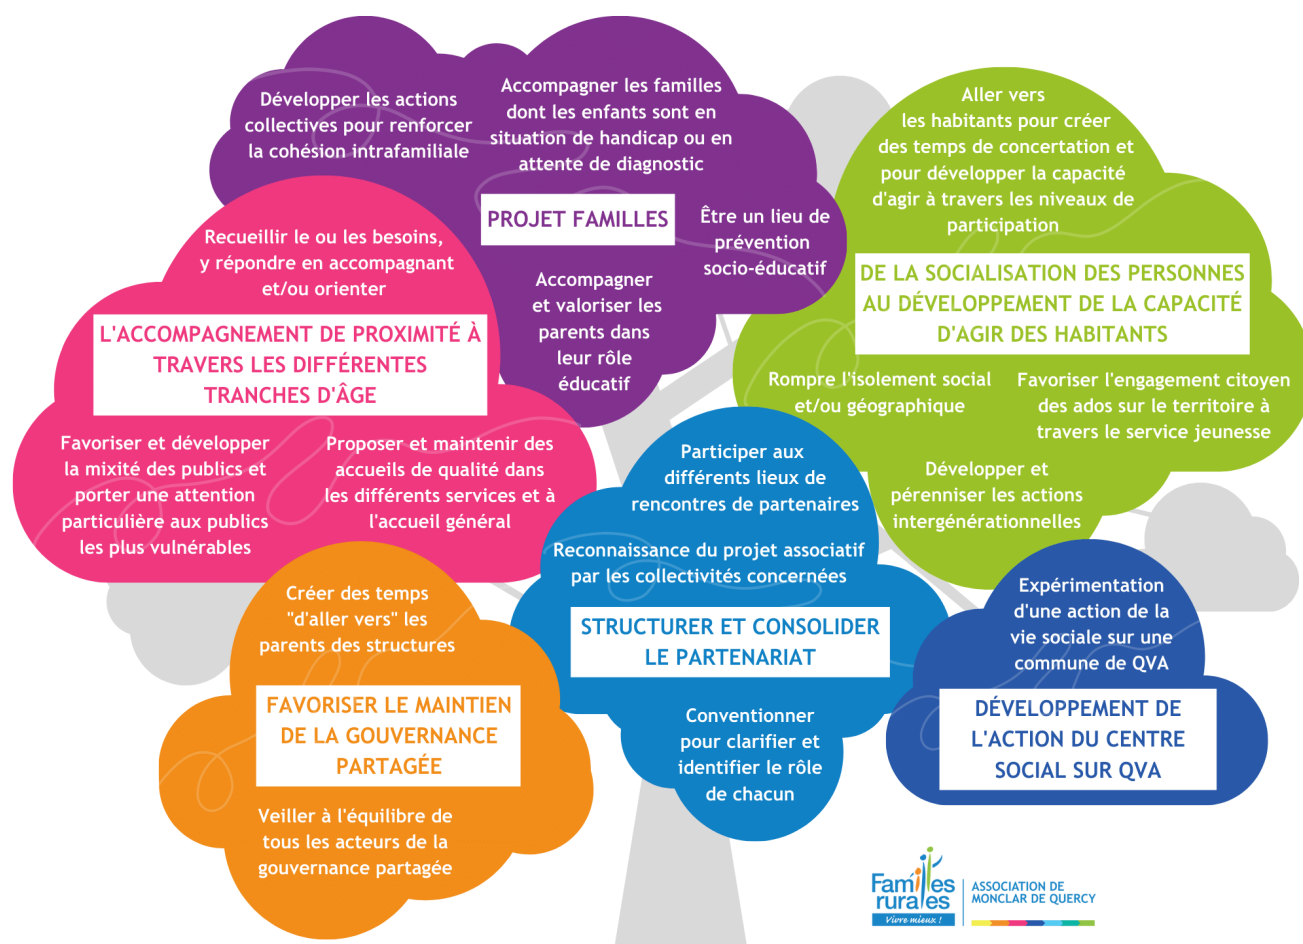 Développer les actions
collectives pour renforcer
la cohésion intrafamiliale
Accompagner les familles
dont les enfants sont en
situation de handicap ou en
attente de diagnostic
PROJET FAMILLES
Être un lieu de
prévention
socio-éducatif
Accompagner
et valoriser les
parents dans
leur rôle
éducatif
Aller vers
les habitants pour créer
des temps de concertation et
pour développer la capacité
d'agir à travers les niveaux de
participation
DE LA SOCIALISATION DES PERSONNES
AU DÉVELOPPEMENT DE LA CAPACITÉ
D'AGIR DES HABITANTS
Rompre l'isolement social
et/ou géographique
Favoriser l'engagement citoyen
des ados sur le territoire à
travers le service jeunesse
Développer et
pérenniser les actions
intergénérationnelles
Recueillir le ou les besoins,
y répondre en accompagnant
et/ou orienter
L'ACCOMPAGNEMENT DE PROXIMITÉ À
TRAVERS LES DIFFÉRENTES
TRANCHES D'ÂGE
Favoriser et développer
la mixité des publics et
porter une attention
particulière aux publics
les plus vulnérables
Proposer et maintenir des
accueils de qualité dans
les différents services et à
l'accueil général
Participer aux
différents lieux de
rencontres de partenaires
Reconnaissance du projet associatif
par les collectivités concernées
STRUCTURER ET CONSOLIDER
LE PARTENARIAT
Conventionner
pour clarifier et
identifier le rôle
de chacun
Créer des temps
"d'aller vers" les
parents des structures
FAVORISER LE MAINTIEN
DE LA GOUVERNANCE
PARTAGÉE
Veiller à l'équilibre de
tous les acteurs de la
gouvernance partagée
Expérimentation
d'une action de la
vie sociale sur une
commune de QVA
DÉVELOPPEMENT DE
L'ACTION DU CENTRE
SOCIAL SUR QVA
Familles
rurales
Vivre mieux !
ASSOCIATION DE
MONCLAR DE QUERCY